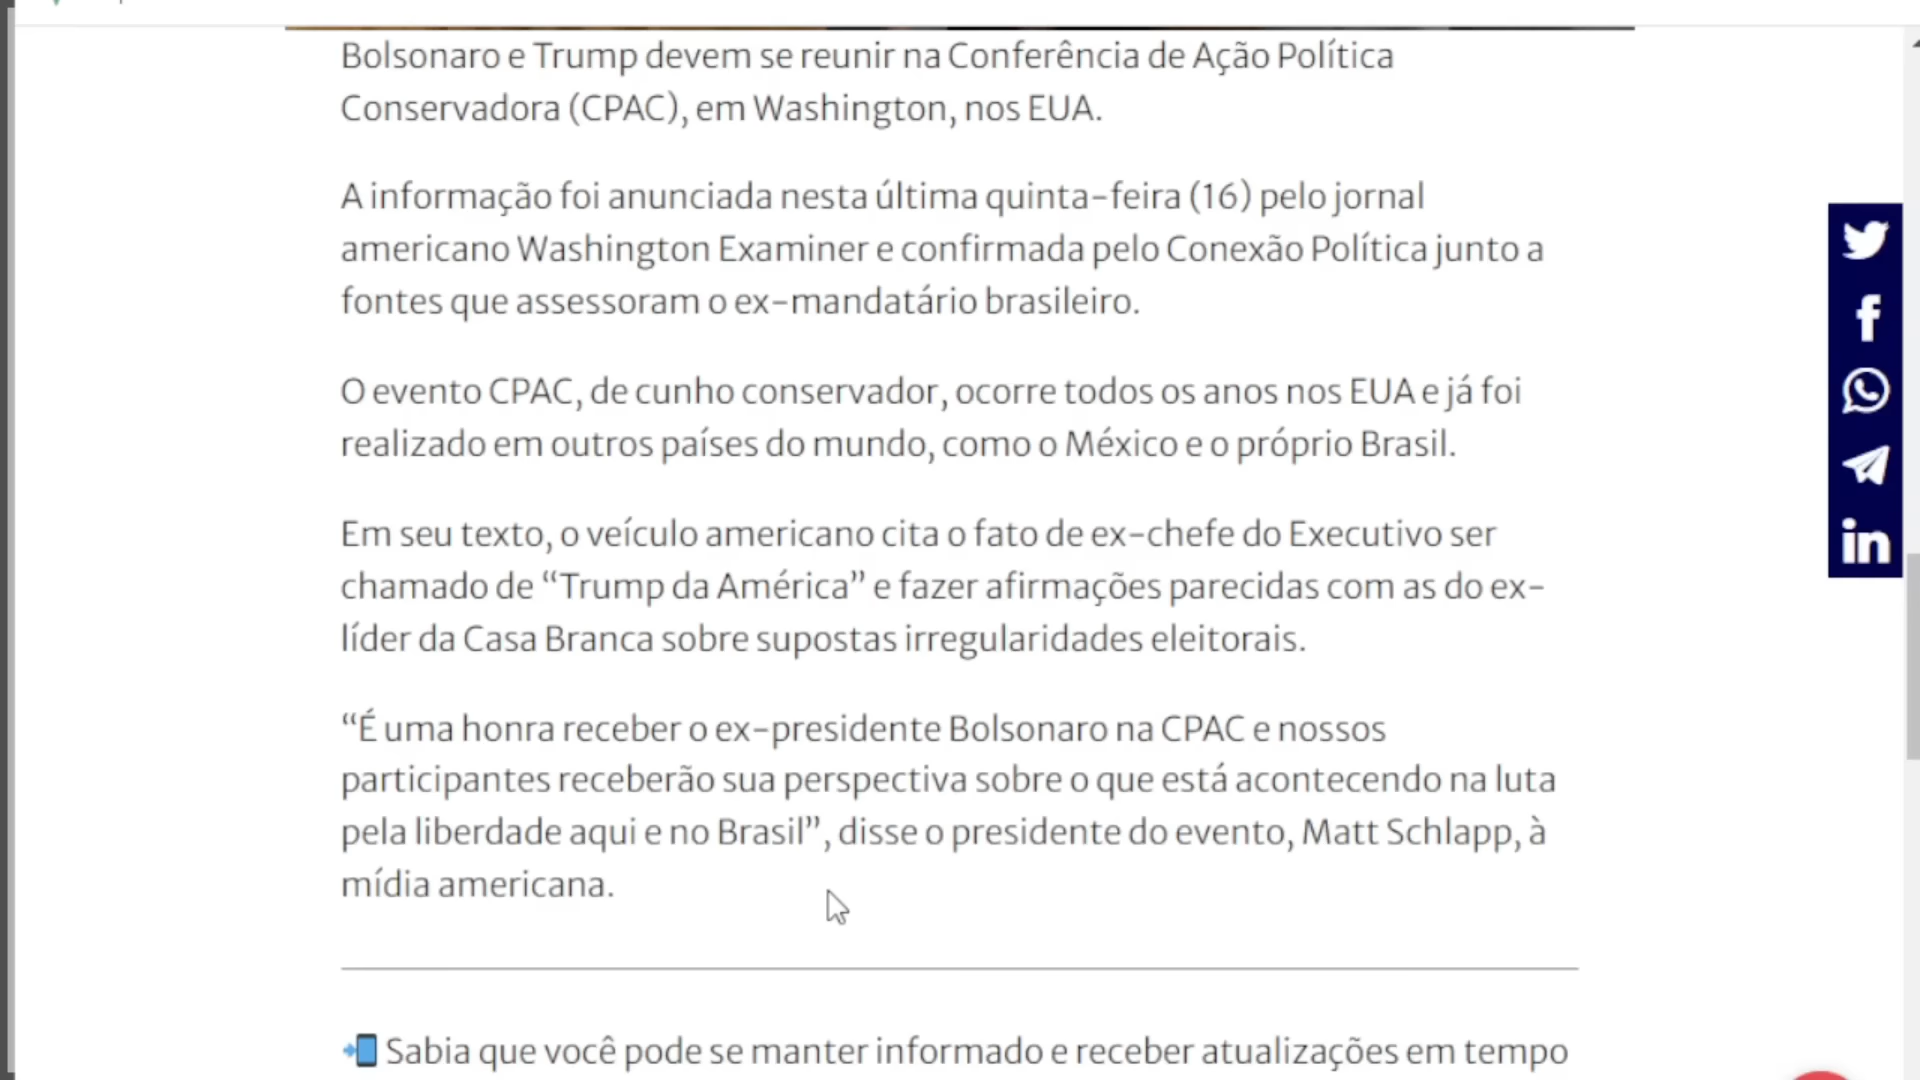 Bolsonaro e Trump devem se reunir na Conferência de Ação Política
Conservadora (CPAC), em Washington, nos EUA.
A informação foi anunciada nesta última quinta-feira (16) pelo jornal
americano Washington Examiner e confirmada pelo Conexão Política junto a
fontes que assessoram o ex-mandatário brasileiro.
O evento CPAC, de cunho conservador, ocorre todos os anos nos EUA e já foi
realizado em outros países do mundo, como o México e o próprio Brasil.
Em seu texto, o veículo americano cita o fato de ex-chefe do Executivo ser
chamado de “Trump da América” e fazer afirmações parecidas com as do ex-
líder da Casa Branca sobre supostas irregularidades eleitorais.
“É uma honra receber o ex-presidente Bolsonaro na CPAC e nossos
participantes receberão sua perspectiva sobre o que está acontecendo na luta
pela liberdade aqui e no Brasil”, disse o presidente do evento, Matt Schlapp, à
mídia americana.
Sabia que você pode se manter informado e receber atualizações em tempo